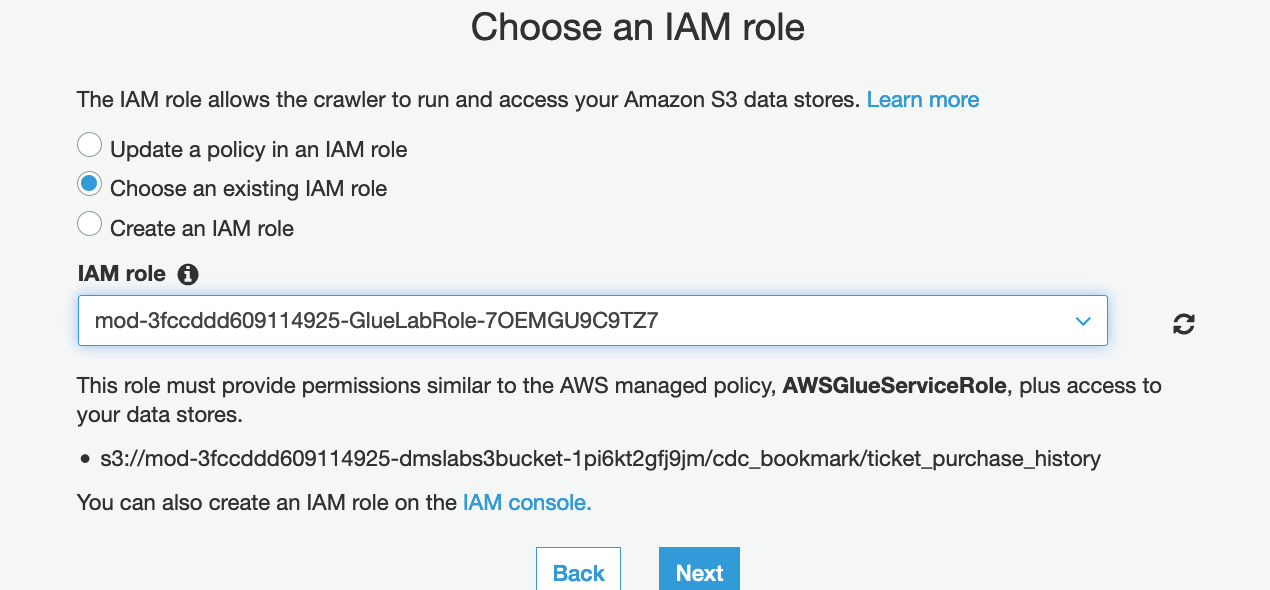 Choose an IAM role
The IAM role allows the crawler to run and access your Amazon S3 data stores. Learn more
Update a policy in an IAM role
Choose an existing IAM role
Create an IAM role
IAM role
mod-3fccddd609114925-GlueLabRole-7OEMGU9C9TZ7
This role must provide permissions similar to the AWS managed policy, AWSGlueServiceRole, plus access to
your data stores.
• s3://mod-3fccddd609114925-dmslabs3bucket-1pi6kt2gfj9jm/cdc_bookmark/ticket_purchase_history
You can also create an IAM role on the IAM console.
Back Next